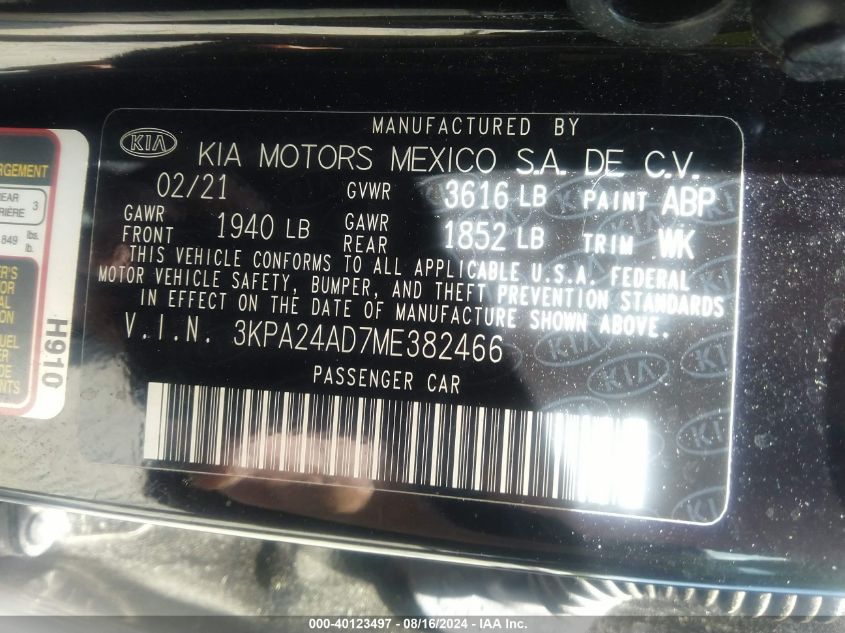 MANUFACTURED BY
KIA KIA MOTORS MEXICO S.A. DE C.V.
02/21 GVWR 3616 LB PAINT ABP
GAWR FRONT 1940 LB GAWR REAR 1852 LB TRIM WK
THIS VEHICLE CONFORMS TO ALL APPLICABLE U.S.A. FEDERAL
MOTOR VEHICLE SAFETY, BUMPER, AND THEFT PREVENTION STANDARDS
IN EFFECT ON THE DATE OF MANUFACTURE SHOWN ABOVE.
V.I.N. 3KPA24AD7ME382466
PASSENGER CAR
H910
000-40123497 - 08/16/2024 - IAA Inc.